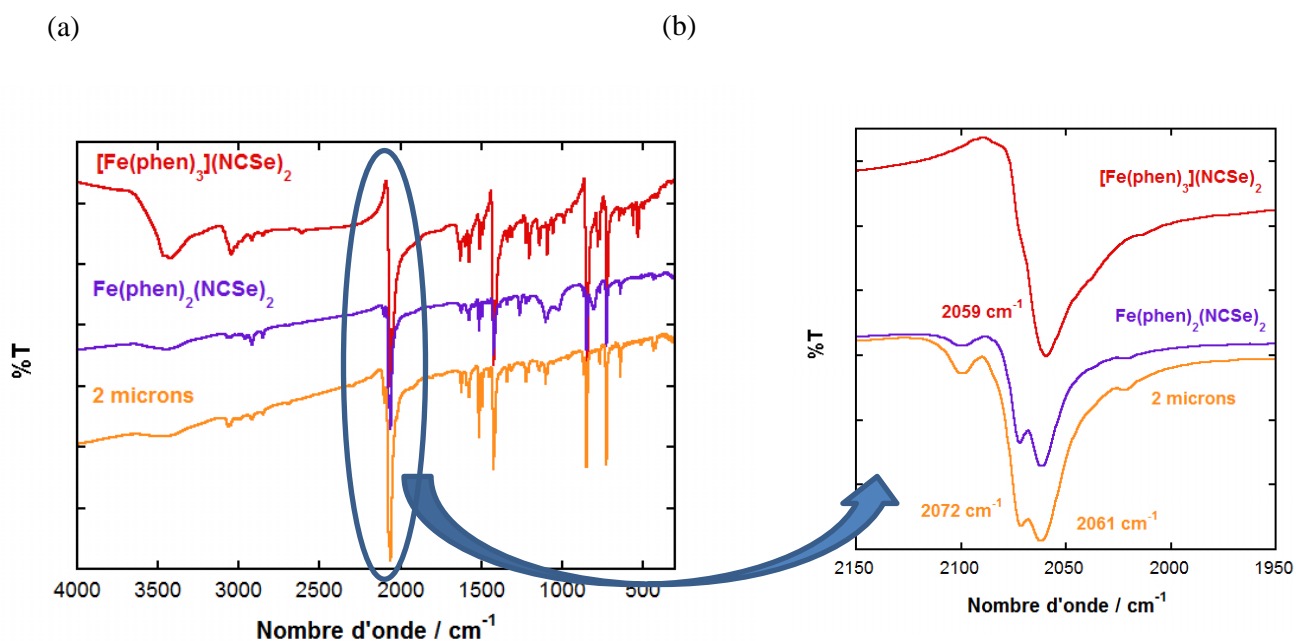 (a)
(b)
[Fe(phen)3](NCSe)2
Fe(phen)2(NCSe)2
2 microns
%T
4000 3500 3000 2500 2000 1500 1000 500
Nombre d'onde / cm-1
[Fe(phen)3](NCSe)2
2059 cm-1
Fe(phen)2(NCSe)2
2 microns
2072 cm-1
2061 cm-1
%T
2150 2100 2050 2000 1950
Nombre d'onde / cm-1